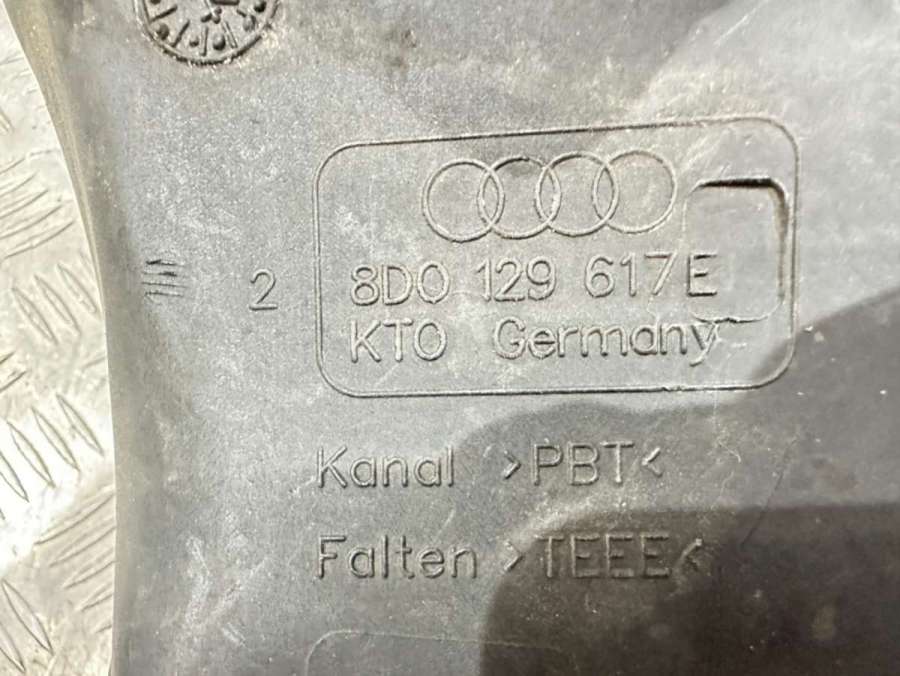 2
8D0 129 617 E
KTO Germany
Kanal >PBT<
Falten >TEEE<